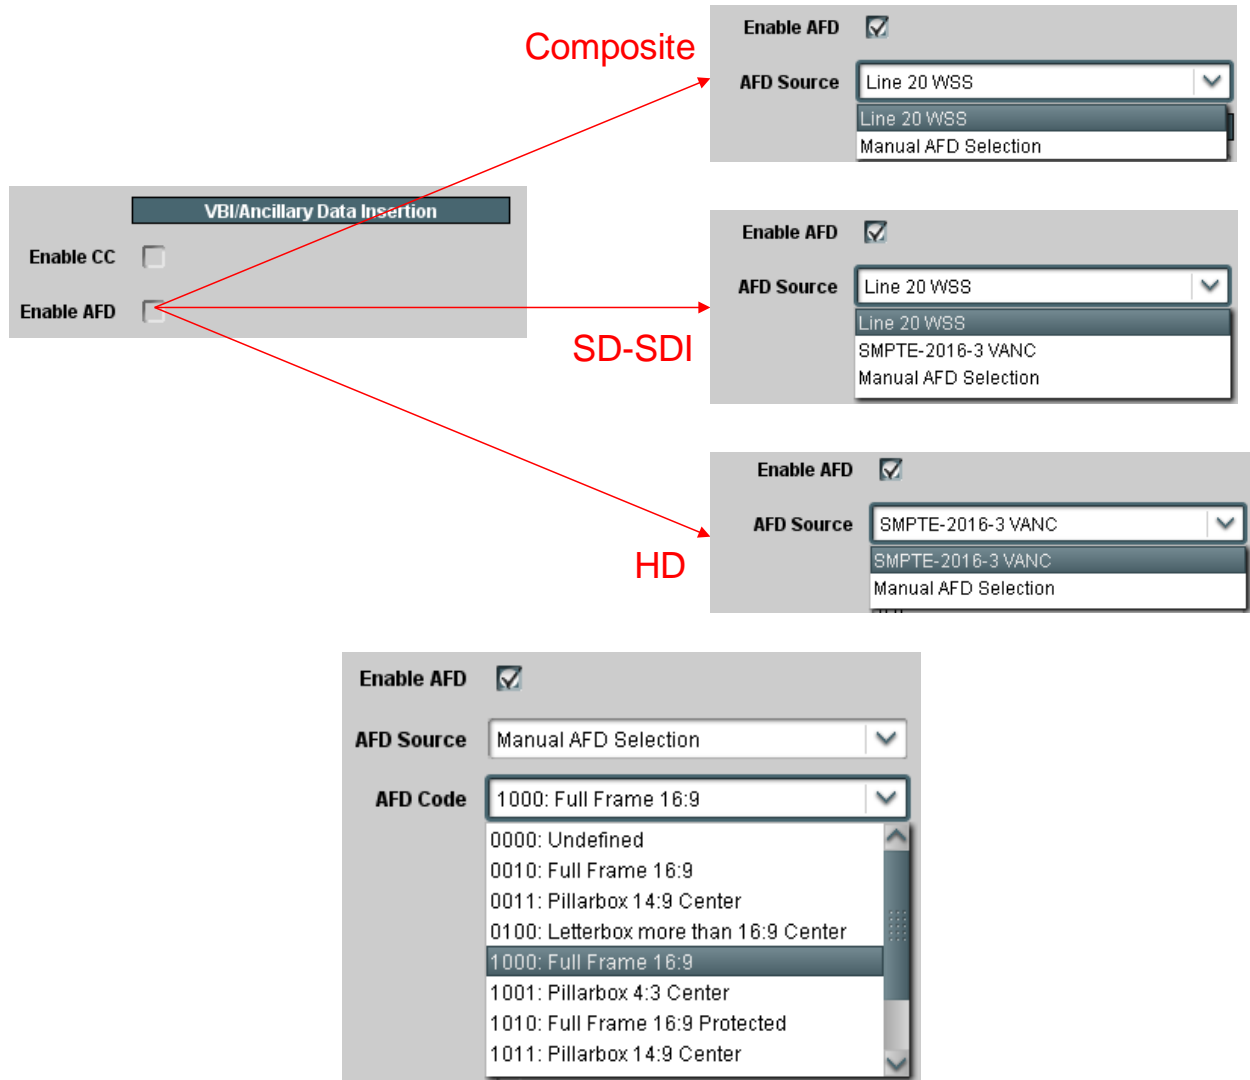 Composite
Enable AFD
AFD Source
Line 20 WSS
Line 20 WSS
Manual AFD Selection
VBI/Ancillary Data Insertion
Enable CC
Enable AFD
SD-SDI
Enable AFD
AFD Source
Line 20 WSS
Line 20 WSS
SMPTE-2016-3 VANC
Manual AFD Selection
HD
Enable AFD
AFD Source
SMPTE-2016-3 VANC
SMPTE-2016-3 VANC
Manual AFD Selection
Enable AFD
AFD Source
Manual AFD Selection
AFD Code
1000: Full Frame 16:9
0000: Undefined
0010: Full Frame 16:9
0011: Pillarbox 14:9 Center
0100: Letterbox more than 16:9 Center
1000: Full Frame 16:9
1001: Pillarbox 4:3 Center
1010: Full Frame 16:9 Protected
1011: Pillarbox 14:9 Center